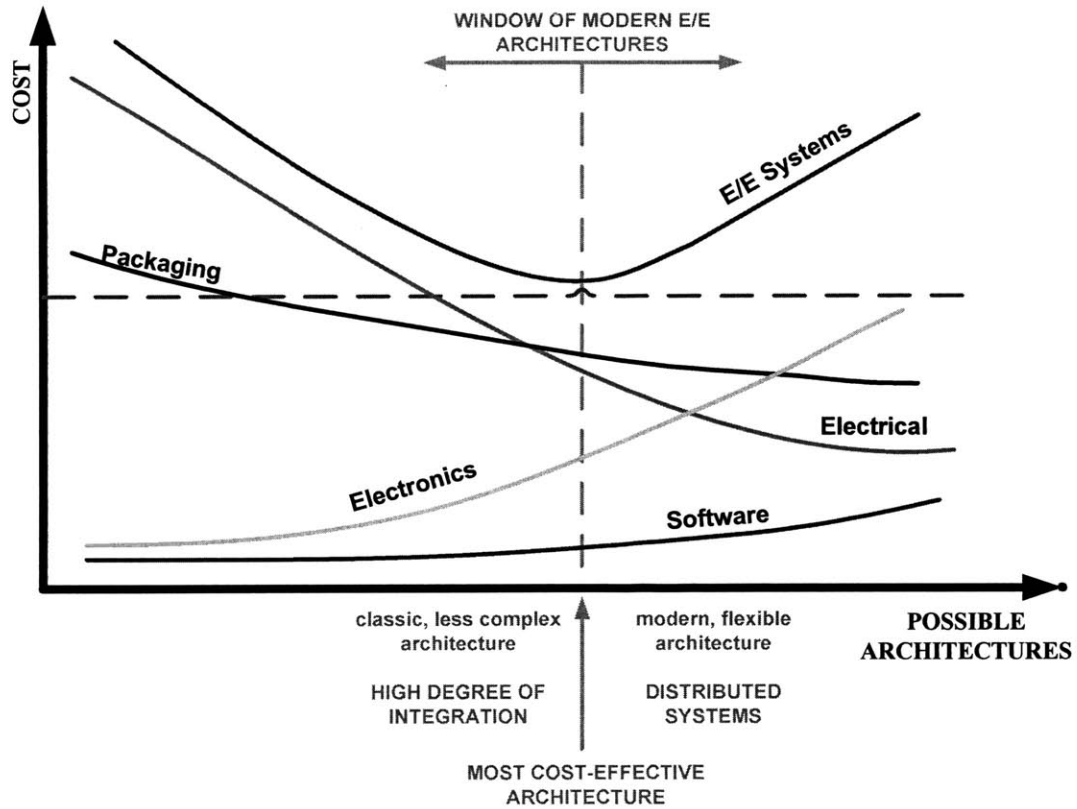 WINDOW OF MODERN E/E
ARCHITECTURES
COST
E/E Systems
Packaging
Electrical
Electronics
Software
classic, less complex
architecture
modern, flexible
architecture
POSSIBLE
ARCHITECTURES
HIGH DEGREE OF
INTEGRATION
DISTRIBUTED
SYSTEMS
MOST COST-EFFECTIVE
ARCHITECTURE